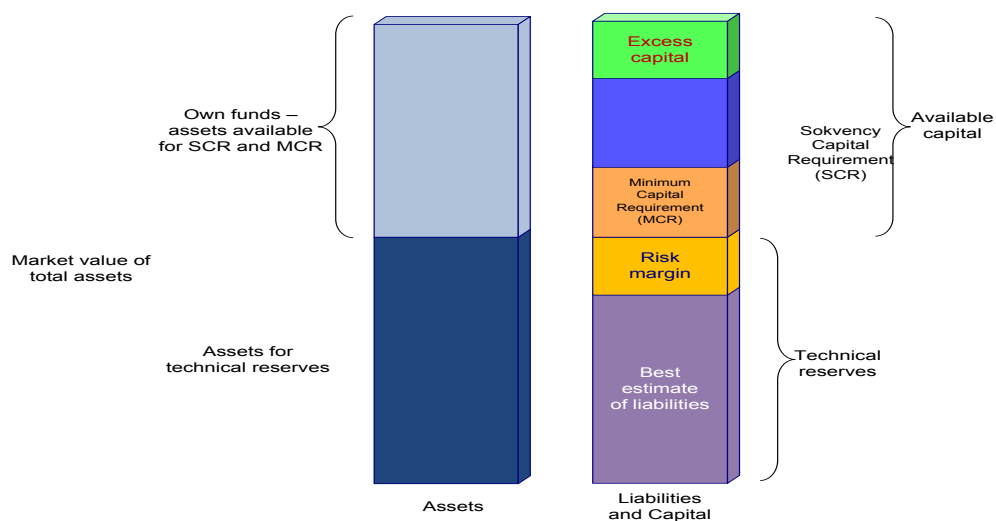 Own funds –
assets available
for SCR and MCR
Market value of
total assets
Assets for
technical reserves
Assets
Excess
capital
Minimum
Capital
Requirement
(MCR)
Risk
margin
Best
estimate
of liabilities
Liabilities
and Capital
Sokvency
Capital
Requirement
(SCR)
Available
capital
Technical
reserves